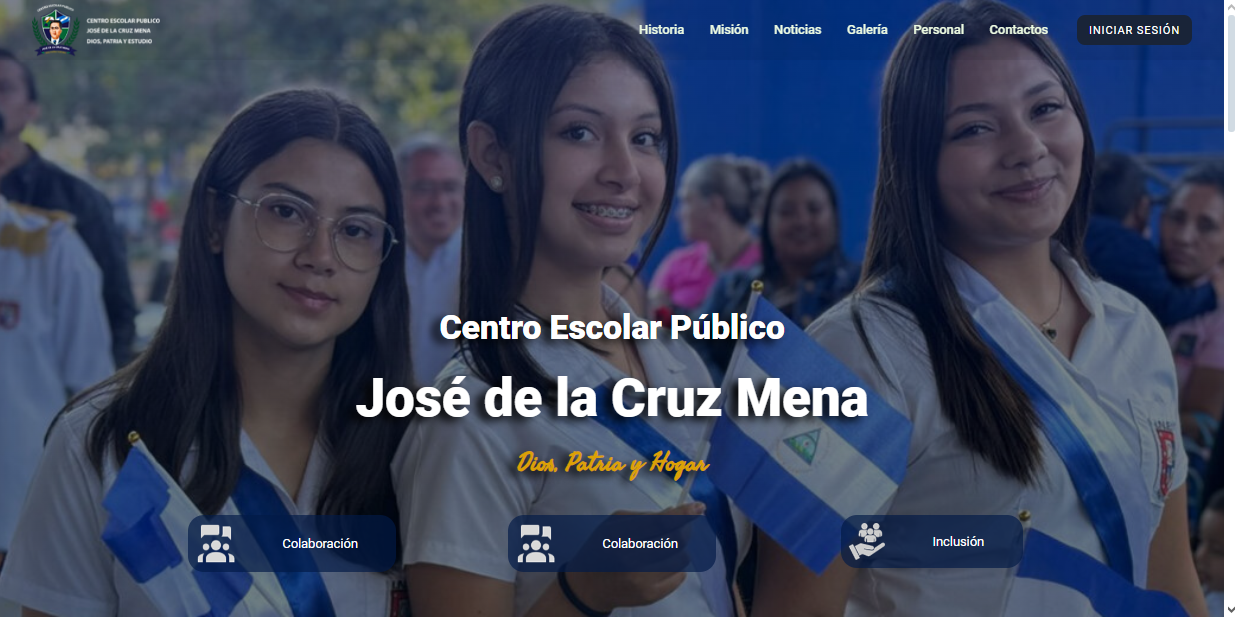 CENTRO ESCOLAR PUBLICO
JOSÉ DE LA CRUZ MENA
DIOS, PATRIA Y ESTUDIO
Historia
Misión
Noticias
Galería
Personal
Contactos
INICIAR SESIÓN
Centro Escolar Público
José de la Cruz Mena
Dios, Patria y Hogar
Colaboración
Colaboración
Inclusión